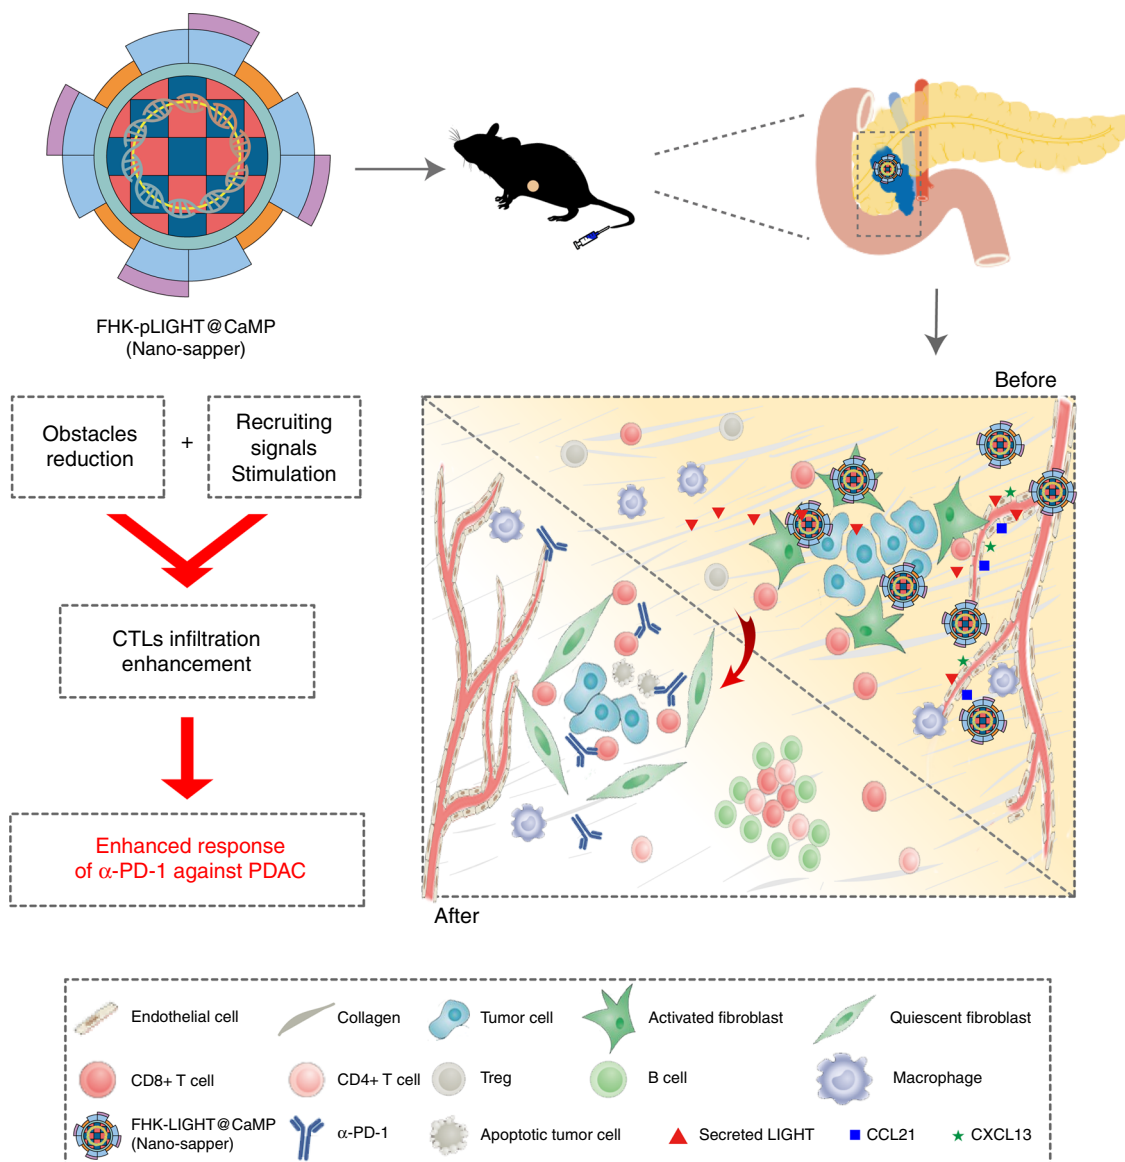 FHK-pLIGHT@CaMP
(Nano-sapper)
Obstacles
reduction
+
Recruiting
signals
Stimulation
CTLs infiltration
enhancement
Enhanced response
of α-PD-1 against PDAC
Before
After
Endothelial cell
Collagen
Tumor cell
Activated fibroblast
Quiescent fibroblast
CD8+ T cell
CD4+ T cell
Treg
B cell
Macrophage
FHK-LIGHT@CaMP
(Nano-sapper)
α-PD-1
Apoptotic tumor cell
Secreted LIGHT
CCL21
CXCL13